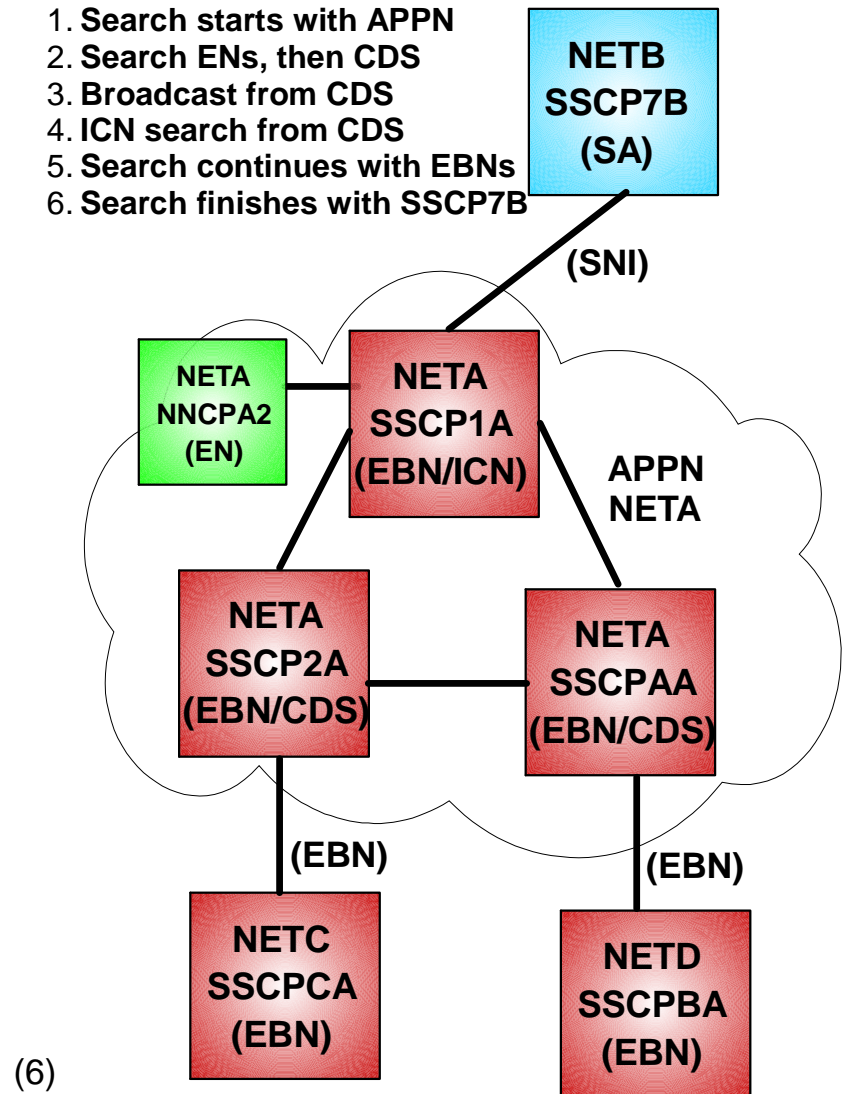 1. Search starts with APPN
2. Search ENs, then CDS
3. Broadcast from CDS
4. ICN search from CDS
5. Search continues with EBNs
6. Search finishes with SSCP7B
NETB
SSCP7B
(SA)
(SNI)
NETA
NNCPA2
(EN)
NETA
SSCP1A
(EBN/ICN)
APPN
NETA
NETA
SSCP2A
(EBN/CDS)
NETA
SSCPAA
(EBN/CDS)
(EBN)
(EBN)
NETC
SSCPCA
(EBN)
NETD
SSCPBA
(EBN)
(6)